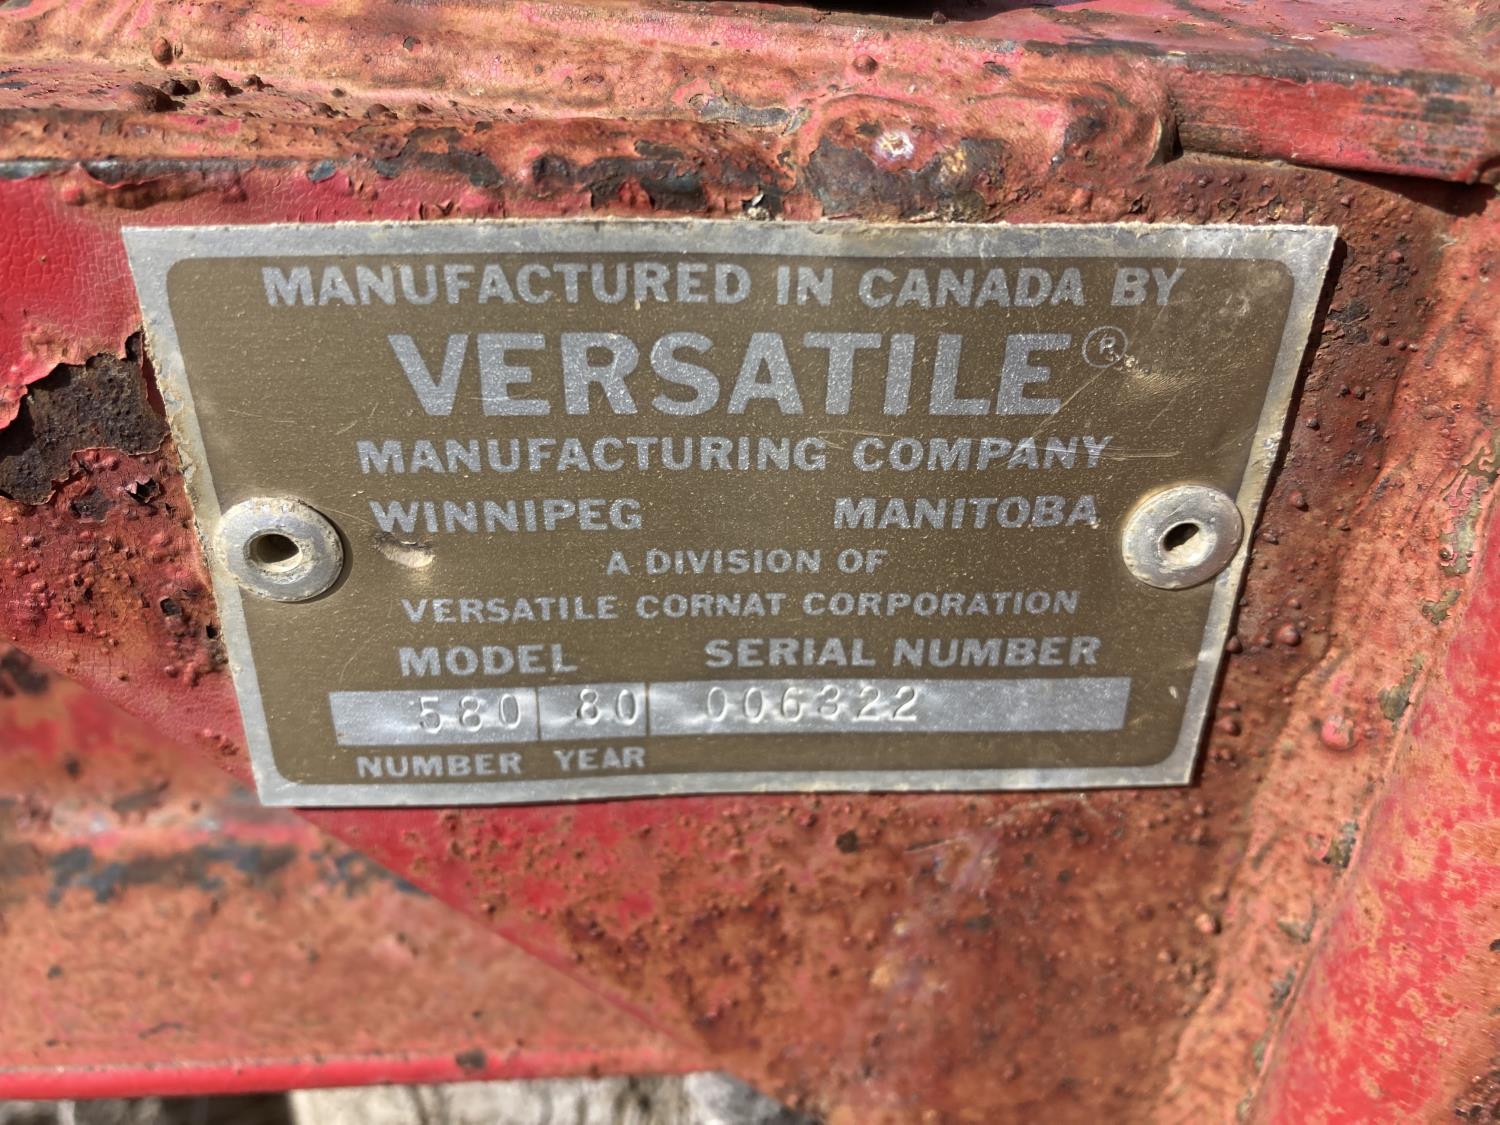 MANUFACTURED IN CANADA BY
VERSATILE®
MANUFACTURING COMPANY
WINNIPEG MANITOBA
A DIVISION OF
VERSATILE CORNAT CORPORATION
MODEL SERIAL NUMBER
580 80 006322
NUMBER YEAR